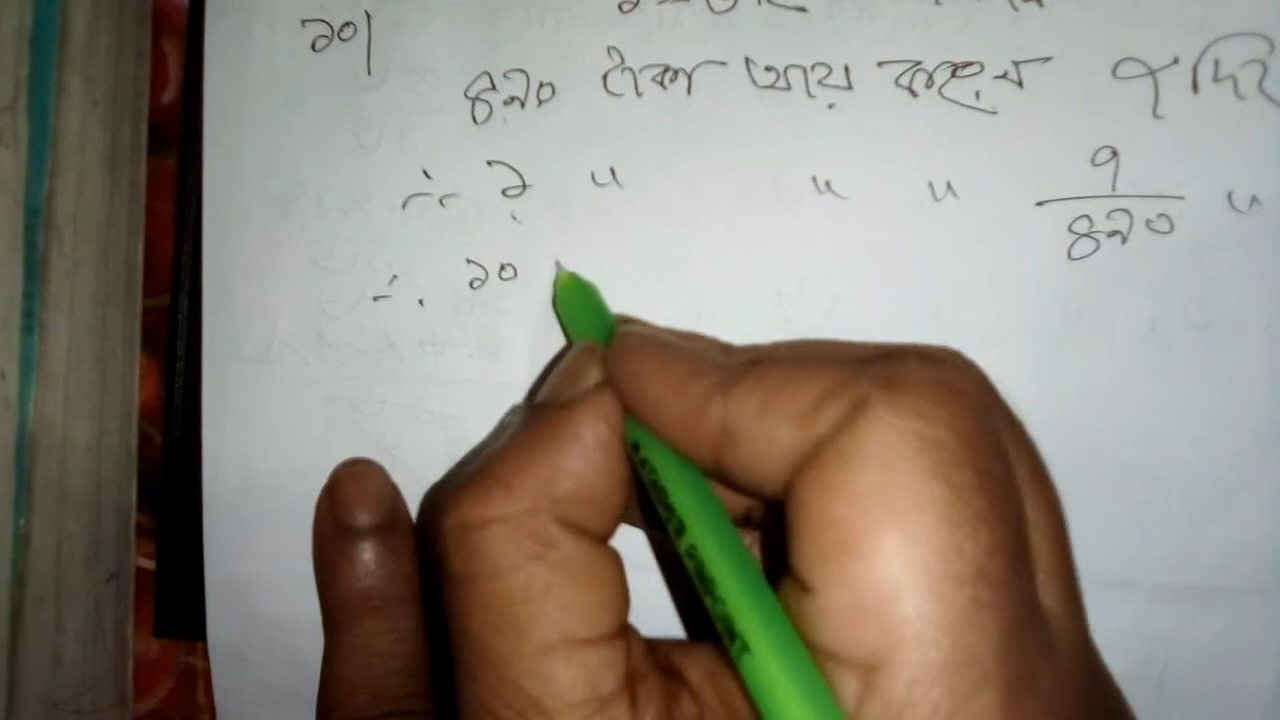 ১০|
৪২০ টাকা আয় করেন ৭ দি
∴ ১ " " " ৭/৪২০ "
∴ ১০